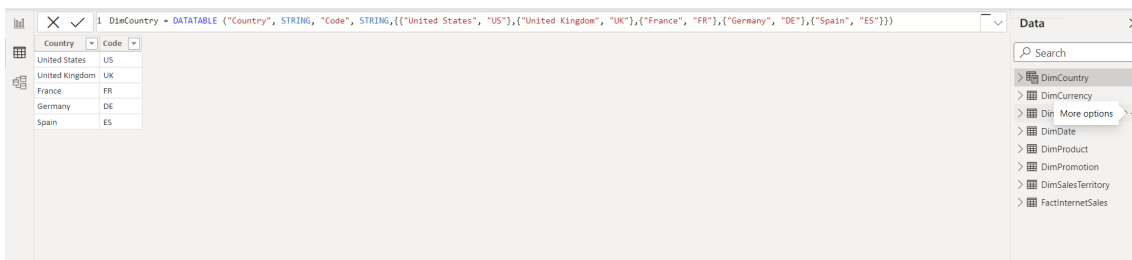 1 DimCountry = DATATABLE ("Country", STRING, "Code", STRING,{{"United States", "US"},{"United Kingdom", "UK"},{"France", "FR"},{"Germany", "DE"},{"Spain", "ES"}})
Country Code
United States US
United Kingdom UK
France FR
Germany DE
Spain ES
Data
Search
DimCountry
DimCurrency
Dim More options
DimDate
DimProduct
DimPromotion
DimSalesTerritory
FactInternetSales